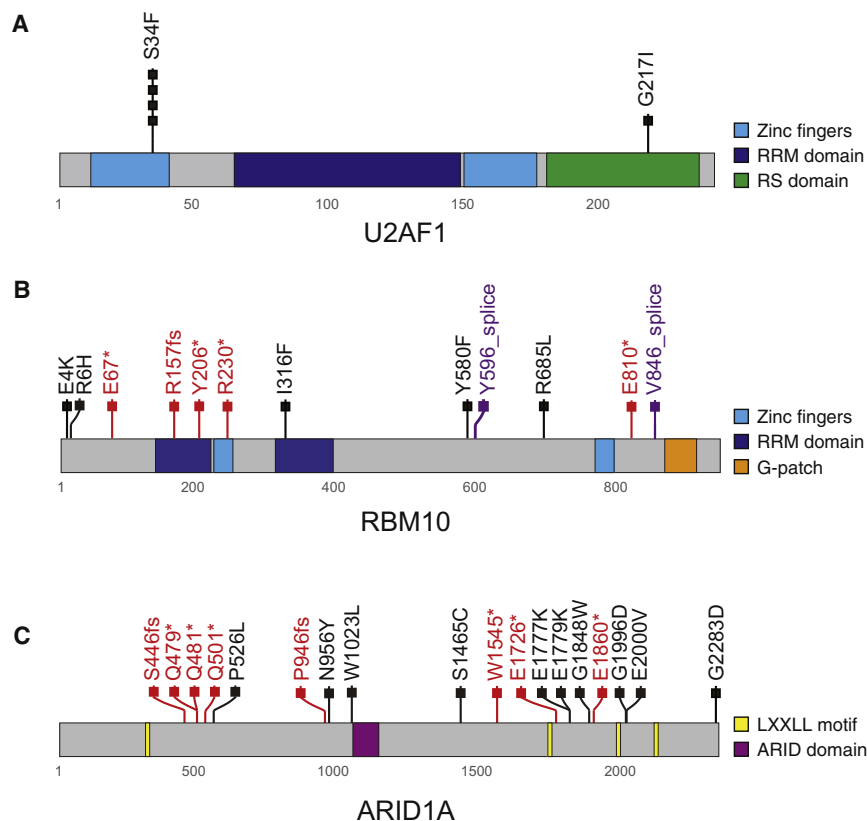 A
S34F
G217I
Zinc fingers
RRM domain
RS domain
1 50 100 150 200
U2AF1
B
E4K
R6H
E67*
R157fs
Y206*
R230*
I316F
Y580F
Y596_splice
R685L
E810*
V846_splice
Zinc fingers
RRM domain
G-patch
1 200 400 600 800
RBM10
C
S446fs
Q479*
Q481*
Q501*
P526L
P946fs
N956Y
W1023L
S1465C
W1545*
E1726*
E1777K
E1779K
G1848W
E1860*
G1996D
E2000V
G2283D
LXXLL motif
ARID domain
1 500 1000 1500 2000
ARID1A